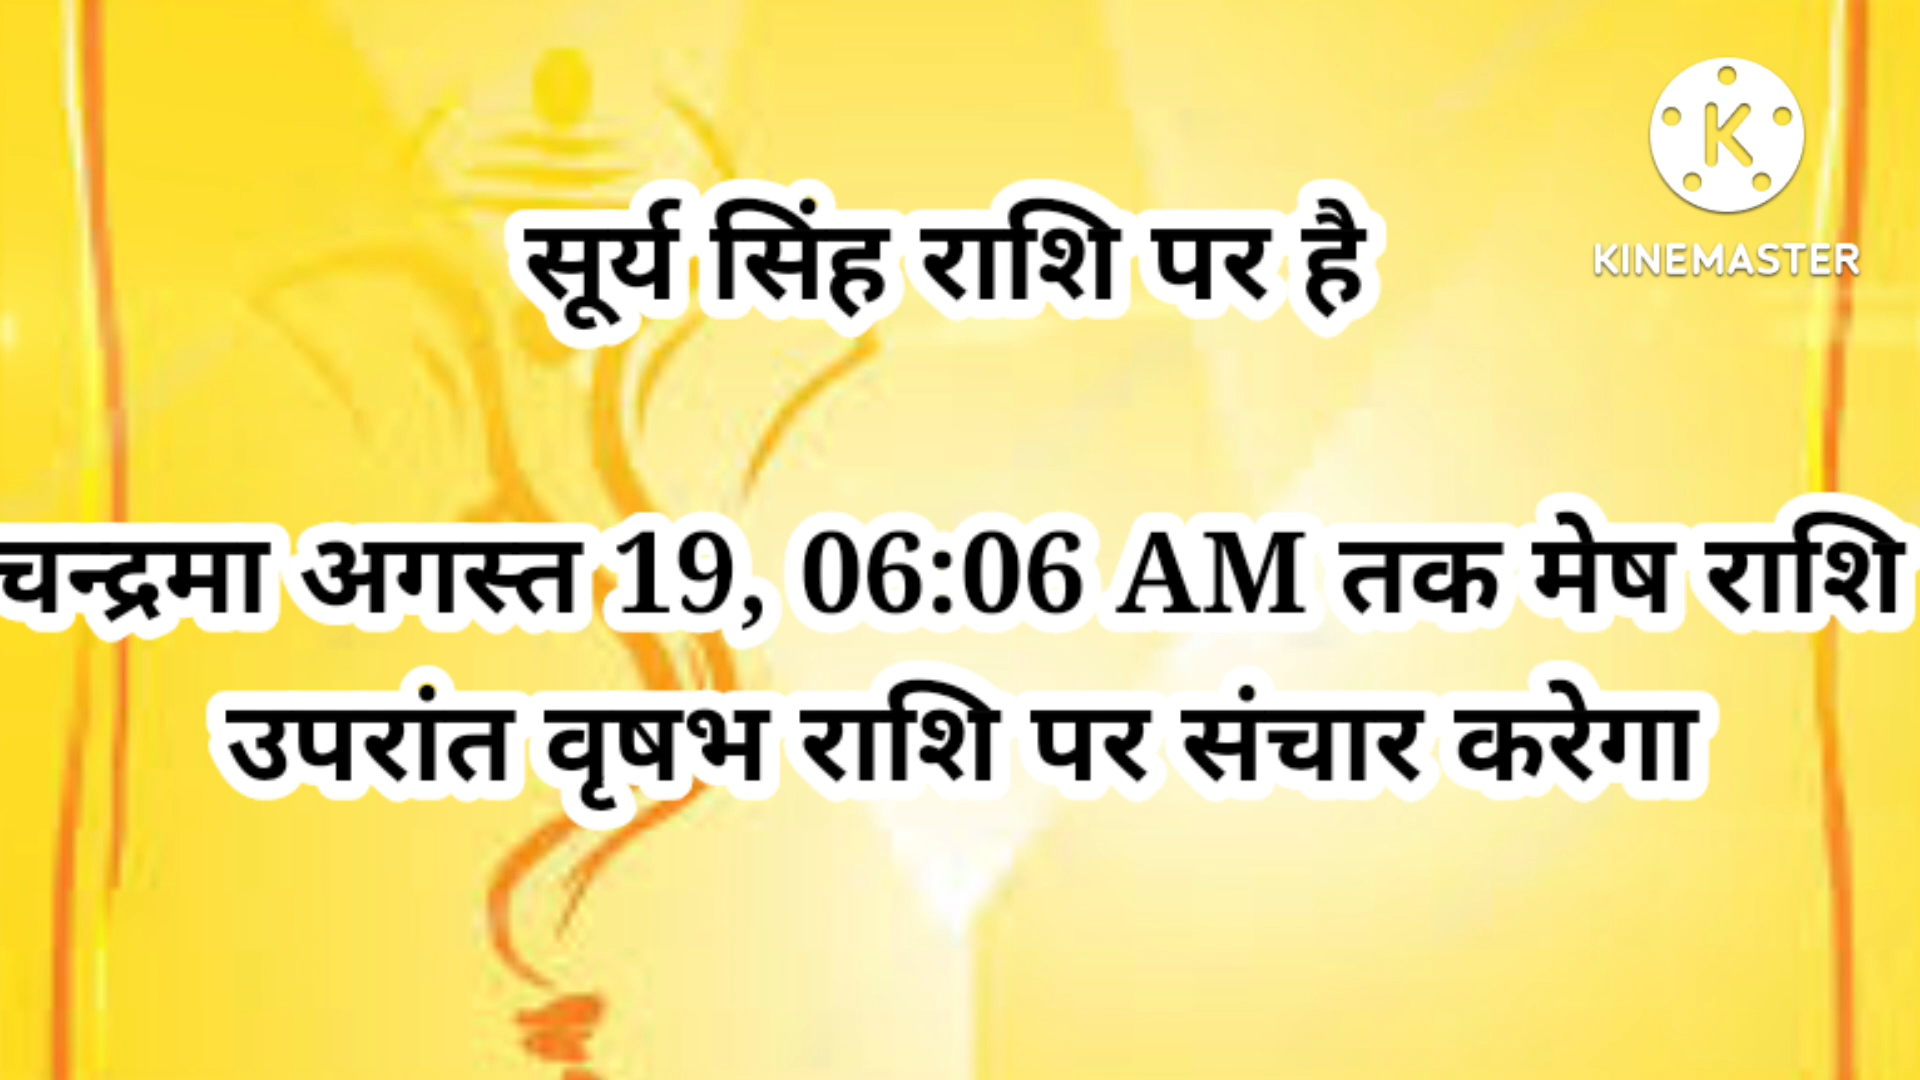 सूर्य सिंह राशि पर है
KINEMASTER
चन्द्रमा अगस्त 19, 06:06 AM तक मेष राशि
उपरांत वृषभ राशि पर संचार करेगा